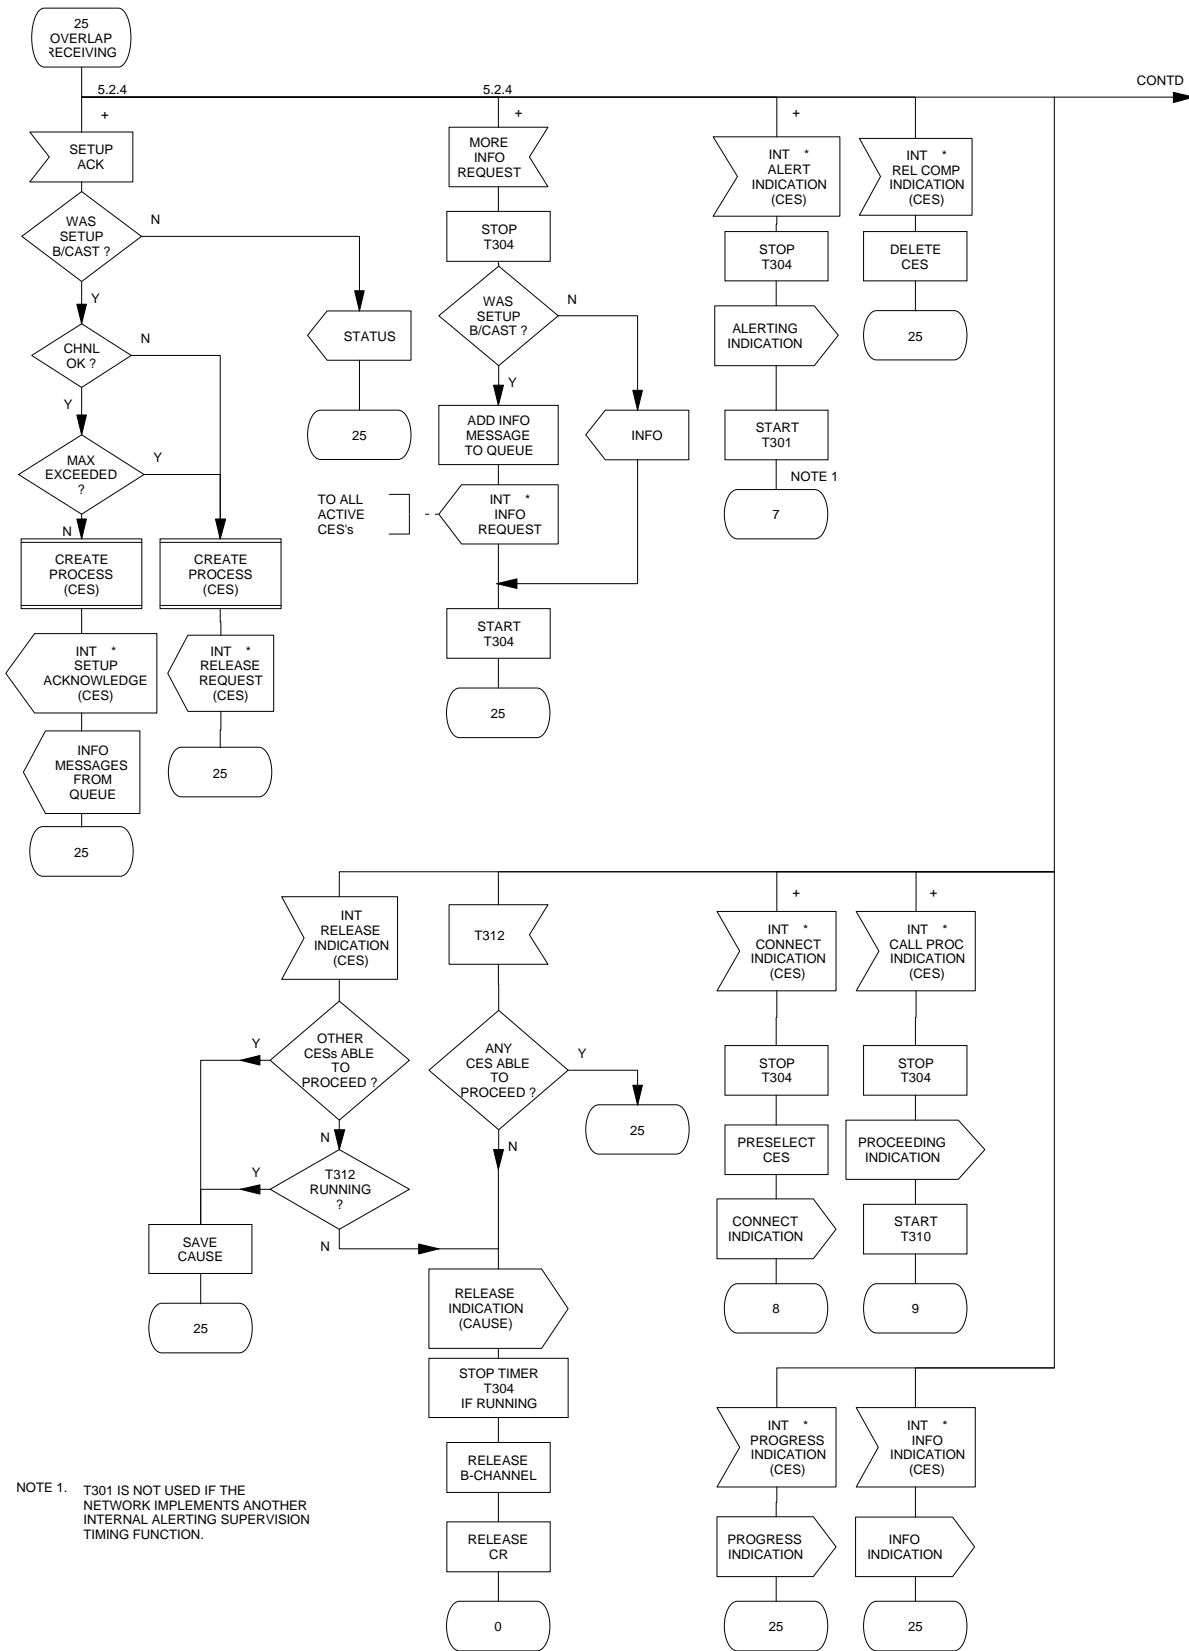 25
OVERLAP
RECEIVING
5.2.4
5.2.4
CONTD
+
SETUP
ACK
WAS
SETUP
B/CAST ?
N
Y
CHNL
OK ?
N
Y
MAX
EXCEEDED
?
Y
N
CREATE
PROCESS
(CES)
INT *
SETUP
ACKNOWLEDGE
(CES)
INFO
MESSAGES
FROM
QUEUE
25
CREATE
PROCESS
(CES)
INT *
RELEASE
REQUEST
(CES)
25
STATUS
25
+
MORE
INFO
REQUEST
STOP
T304
WAS
SETUP
B/CAST ?
N
Y
ADD INFO
MESSAGE
TO QUEUE
INFO
TO ALL
ACTIVE
CES's
INT *
INFO
REQUEST
START
T304
25
+
INT *
ALERT
INDICATION
(CES)
STOP
T304
ALERTING
INDICATION
START
T301
NOTE 1
7
INT *
REL COMP
INDICATION
(CES)
DELETE
CES
25
INT
RELEASE
INDICATION
(CES)
OTHER
CESs ABLE
TO
PROCEED ?
Y
N
T312
RUNNING
?
Y
N
SAVE
CAUSE
25
T312
ANY
CES ABLE
TO
PROCEED ?
Y
25
N
RELEASE
INDICATION
(CAUSE)
STOP TIMER
T304
IF RUNNING
RELEASE
B-CHANNEL
RELEASE
CR
0
+
INT *
CONNECT
INDICATION
(CES)
STOP
T304
PRESELECT
CES
CONNECT
INDICATION
8
+
INT *
CALL PROC
INDICATION
(CES)
STOP
T304
PROCEEDING
INDICATION
START
T310
9
INT *
PROGRESS
INDICATION
(CES)
PROGRESS
INDICATION
25
INT *
INFO
INDICATION
(CES)
INFO
INDICATION
25
NOTE 1. T301 IS NOT USED IF THE
NETWORK IMPLEMENTS ANOTHER
INTERNAL ALERTING SUPERVISION
TIMING FUNCTION.